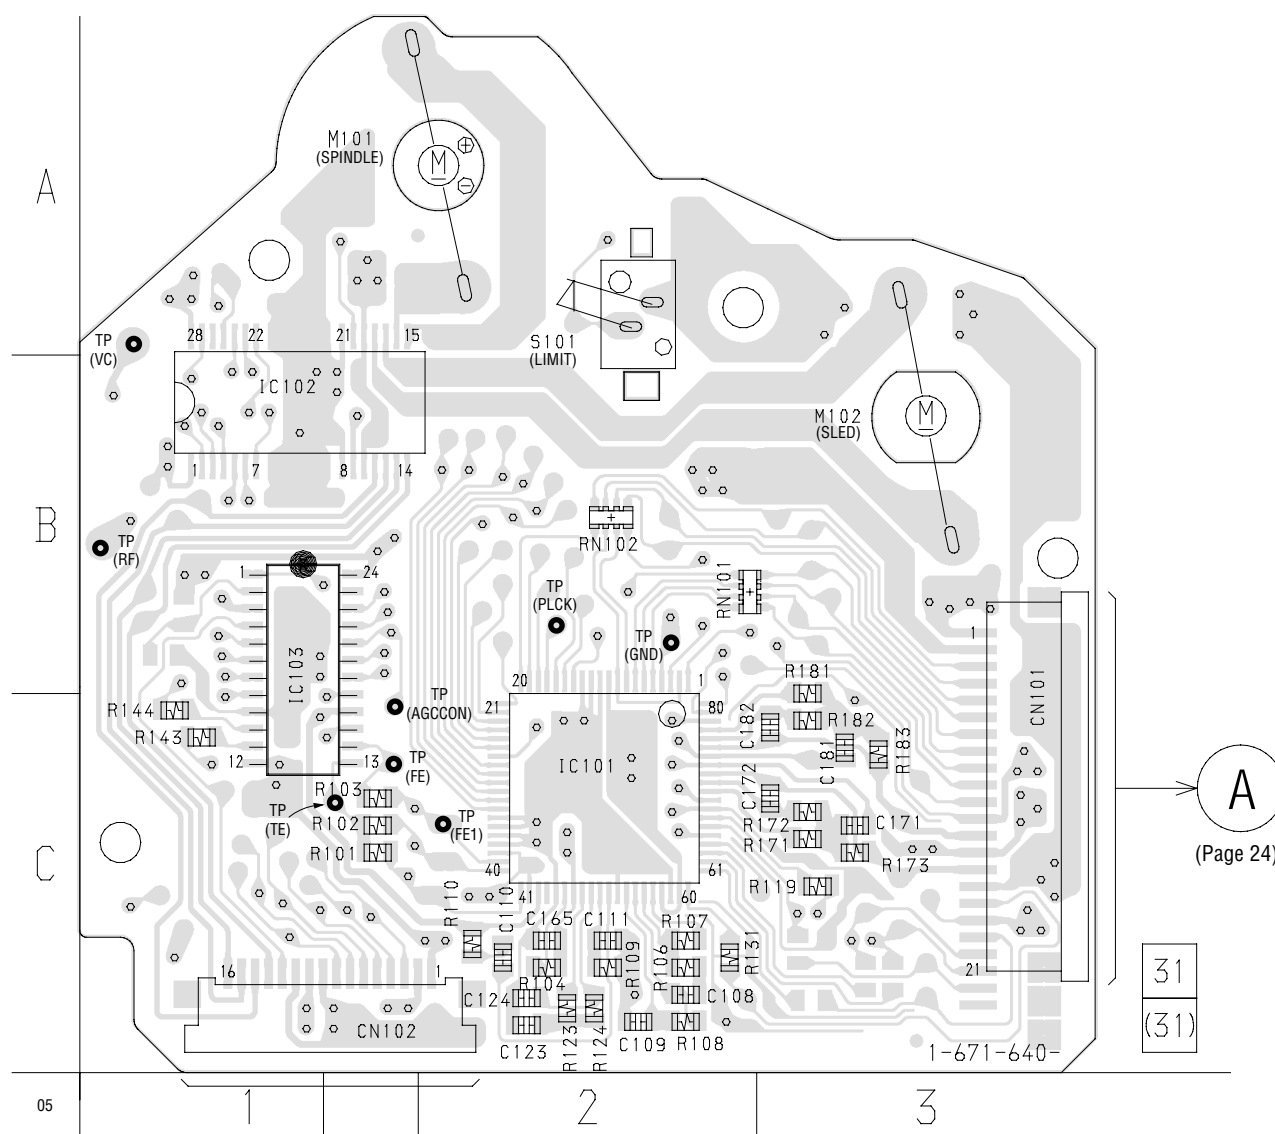 M101
(SPINDLE)
A
28
22
21
15
TP
(VC)
S101
(LIMIT)
IC102
M
M
M102
(SLED)
1
7
8
14
B
RN102
TP
(RF)
1
24
TP
(PLCK)
RN101
TP
(GND)
1
IC103
20
1
R181
CN101
R144
TP
(AGCCON)
21
80
C182
R182
R143
C181
R183
12
13
TP
(FE)
IC101
C172
R103
A
TP
(TE)
R102
TP
(FE1)
R172
C171
R101
R171
(Page 24)
C
40
61
R173
41
60
R119
R110
C110
C165
C111
R107
R109
R106
R131
16
1
R104
21
31
C124
C108
CN102
R123
R124
(31)
C123
C109
R108
1-671-640-
05
1
2
3